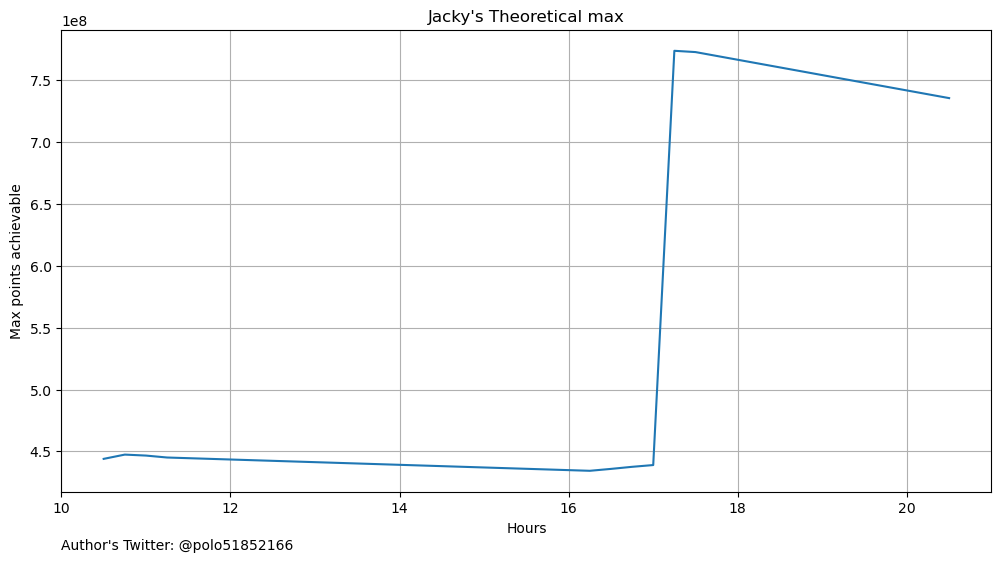 Jacky's Theoretical max
1e8
7.5
7.0
6.5
6.0
5.5
5.0
4.5
Max points achievable
10 12 14 16 18 20
Hours
Author's Twitter: @polo51852166